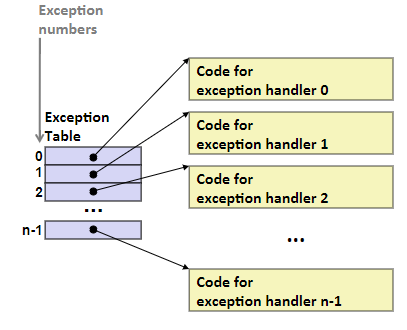 Exception
numbers
Exception
Table
0
1
2
...
n-1
Code for
exception handler 0
Code for
exception handler 1
Code for
exception handler 2
...
Code for
exception handler n-1